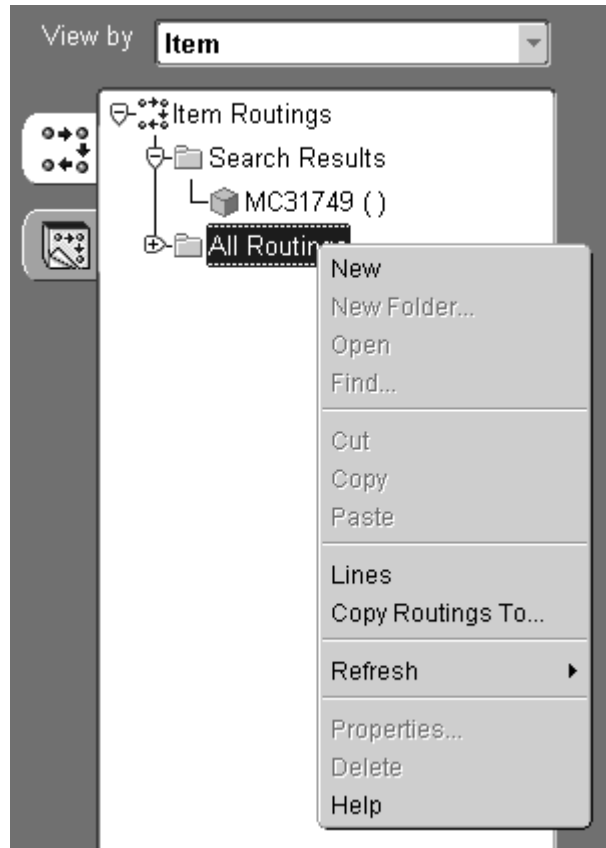 View by Item
Item Routings
Search Results
MC31749 ( )
All Routings
New
New Folder...
Open
Find...
Cut
Copy
Paste
Lines
Copy Routings To...
Refresh
Properties...
Delete
Help